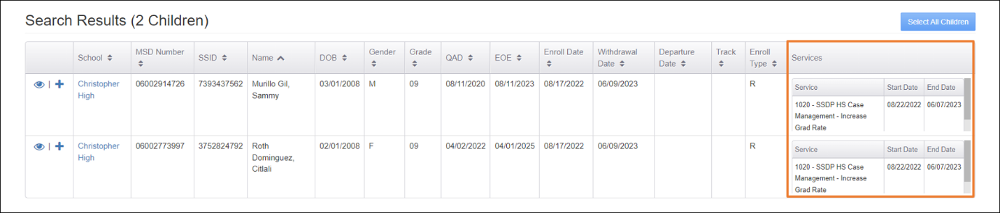 Search Results (2 Children)
Select All Children
School MSD Number SSID Name DOB Gender Grade QAD EOE Enroll Date Withdrawal Date Departure Date Track Enroll Type Services
Christopher High 06002914726 7393437562 Murillo Gil, Sammy 03/01/2008 M 09 08/11/2020 08/11/2023 08/17/2022 06/09/2023 R
Service Start Date End Date
1020 - SSDP HS Case Management - Increase Grad Rate 08/22/2022 06/07/2023
Christopher High 06002773997 3752824792 Roth Dominguez, Citlali 02/01/2008 F 09 04/02/2022 04/01/2025 08/17/2022 06/09/2023 R
Service Start Date End Date
1020 - SSDP HS Case Management - Increase Grad Rate 08/22/2022 06/07/2023